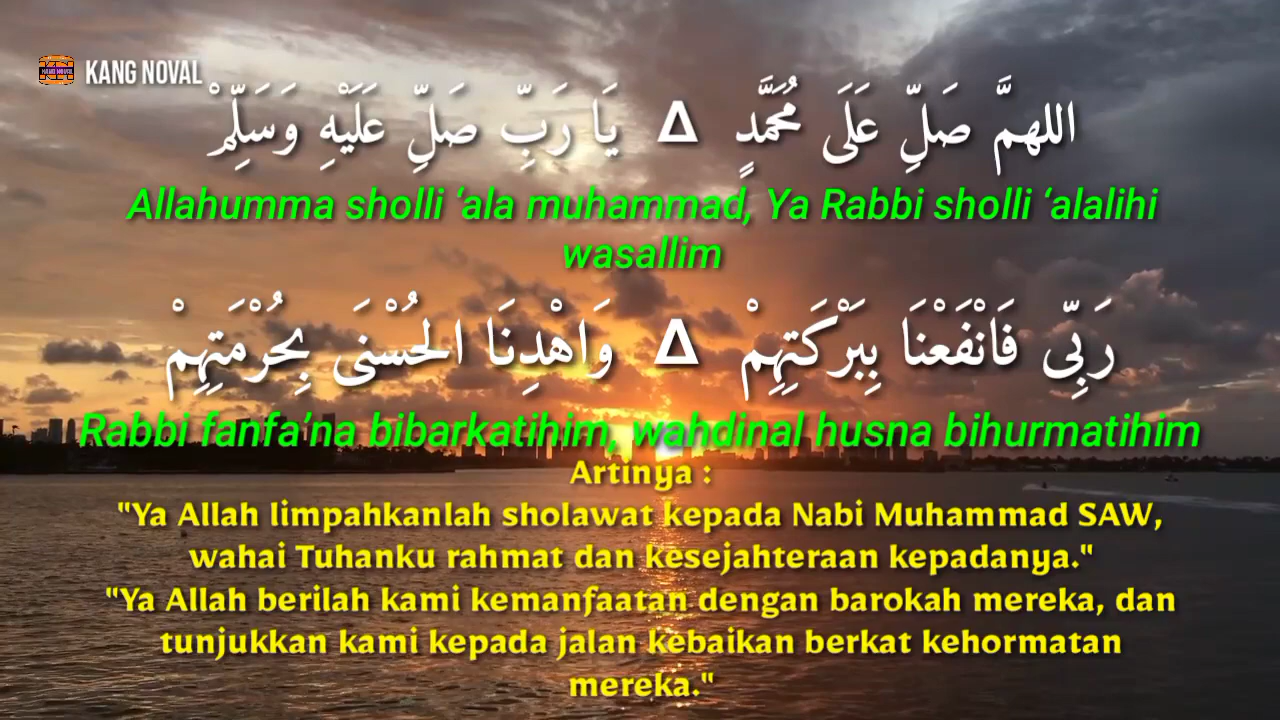 KANG NOVAL
اللهمَّ صَلِّ عَلَى مُحَمَّدٍ ∆ يَا رَبِّ صَلِّ عَلَيْهِ وَسَلِّمْ
Allahumma sholli ‘ala muhammad, Ya Rabbi sholli ‘alalihi
wasallim
رَبِّى فَانْفَعْنَا بِبَرْكَتِهِمْ ∆ وَاهْدِنَا الحُسْنَى بِحُرْمَتِهِمْ
Rabbi fanfa’na bibarkatihim, wahdinal husna bihurmatihim
Artinya :
"Ya Allah limpahkanlah sholawat kepada Nabi Muhammad SAW,
wahai Tuhanku rahmat dan kesejahteraan kepadanya."
"Ya Allah berilah kami kemanfaatan dengan barokah mereka, dan
tunjukkan kami kepada jalan kebaikan berkat kehormatan
mereka."